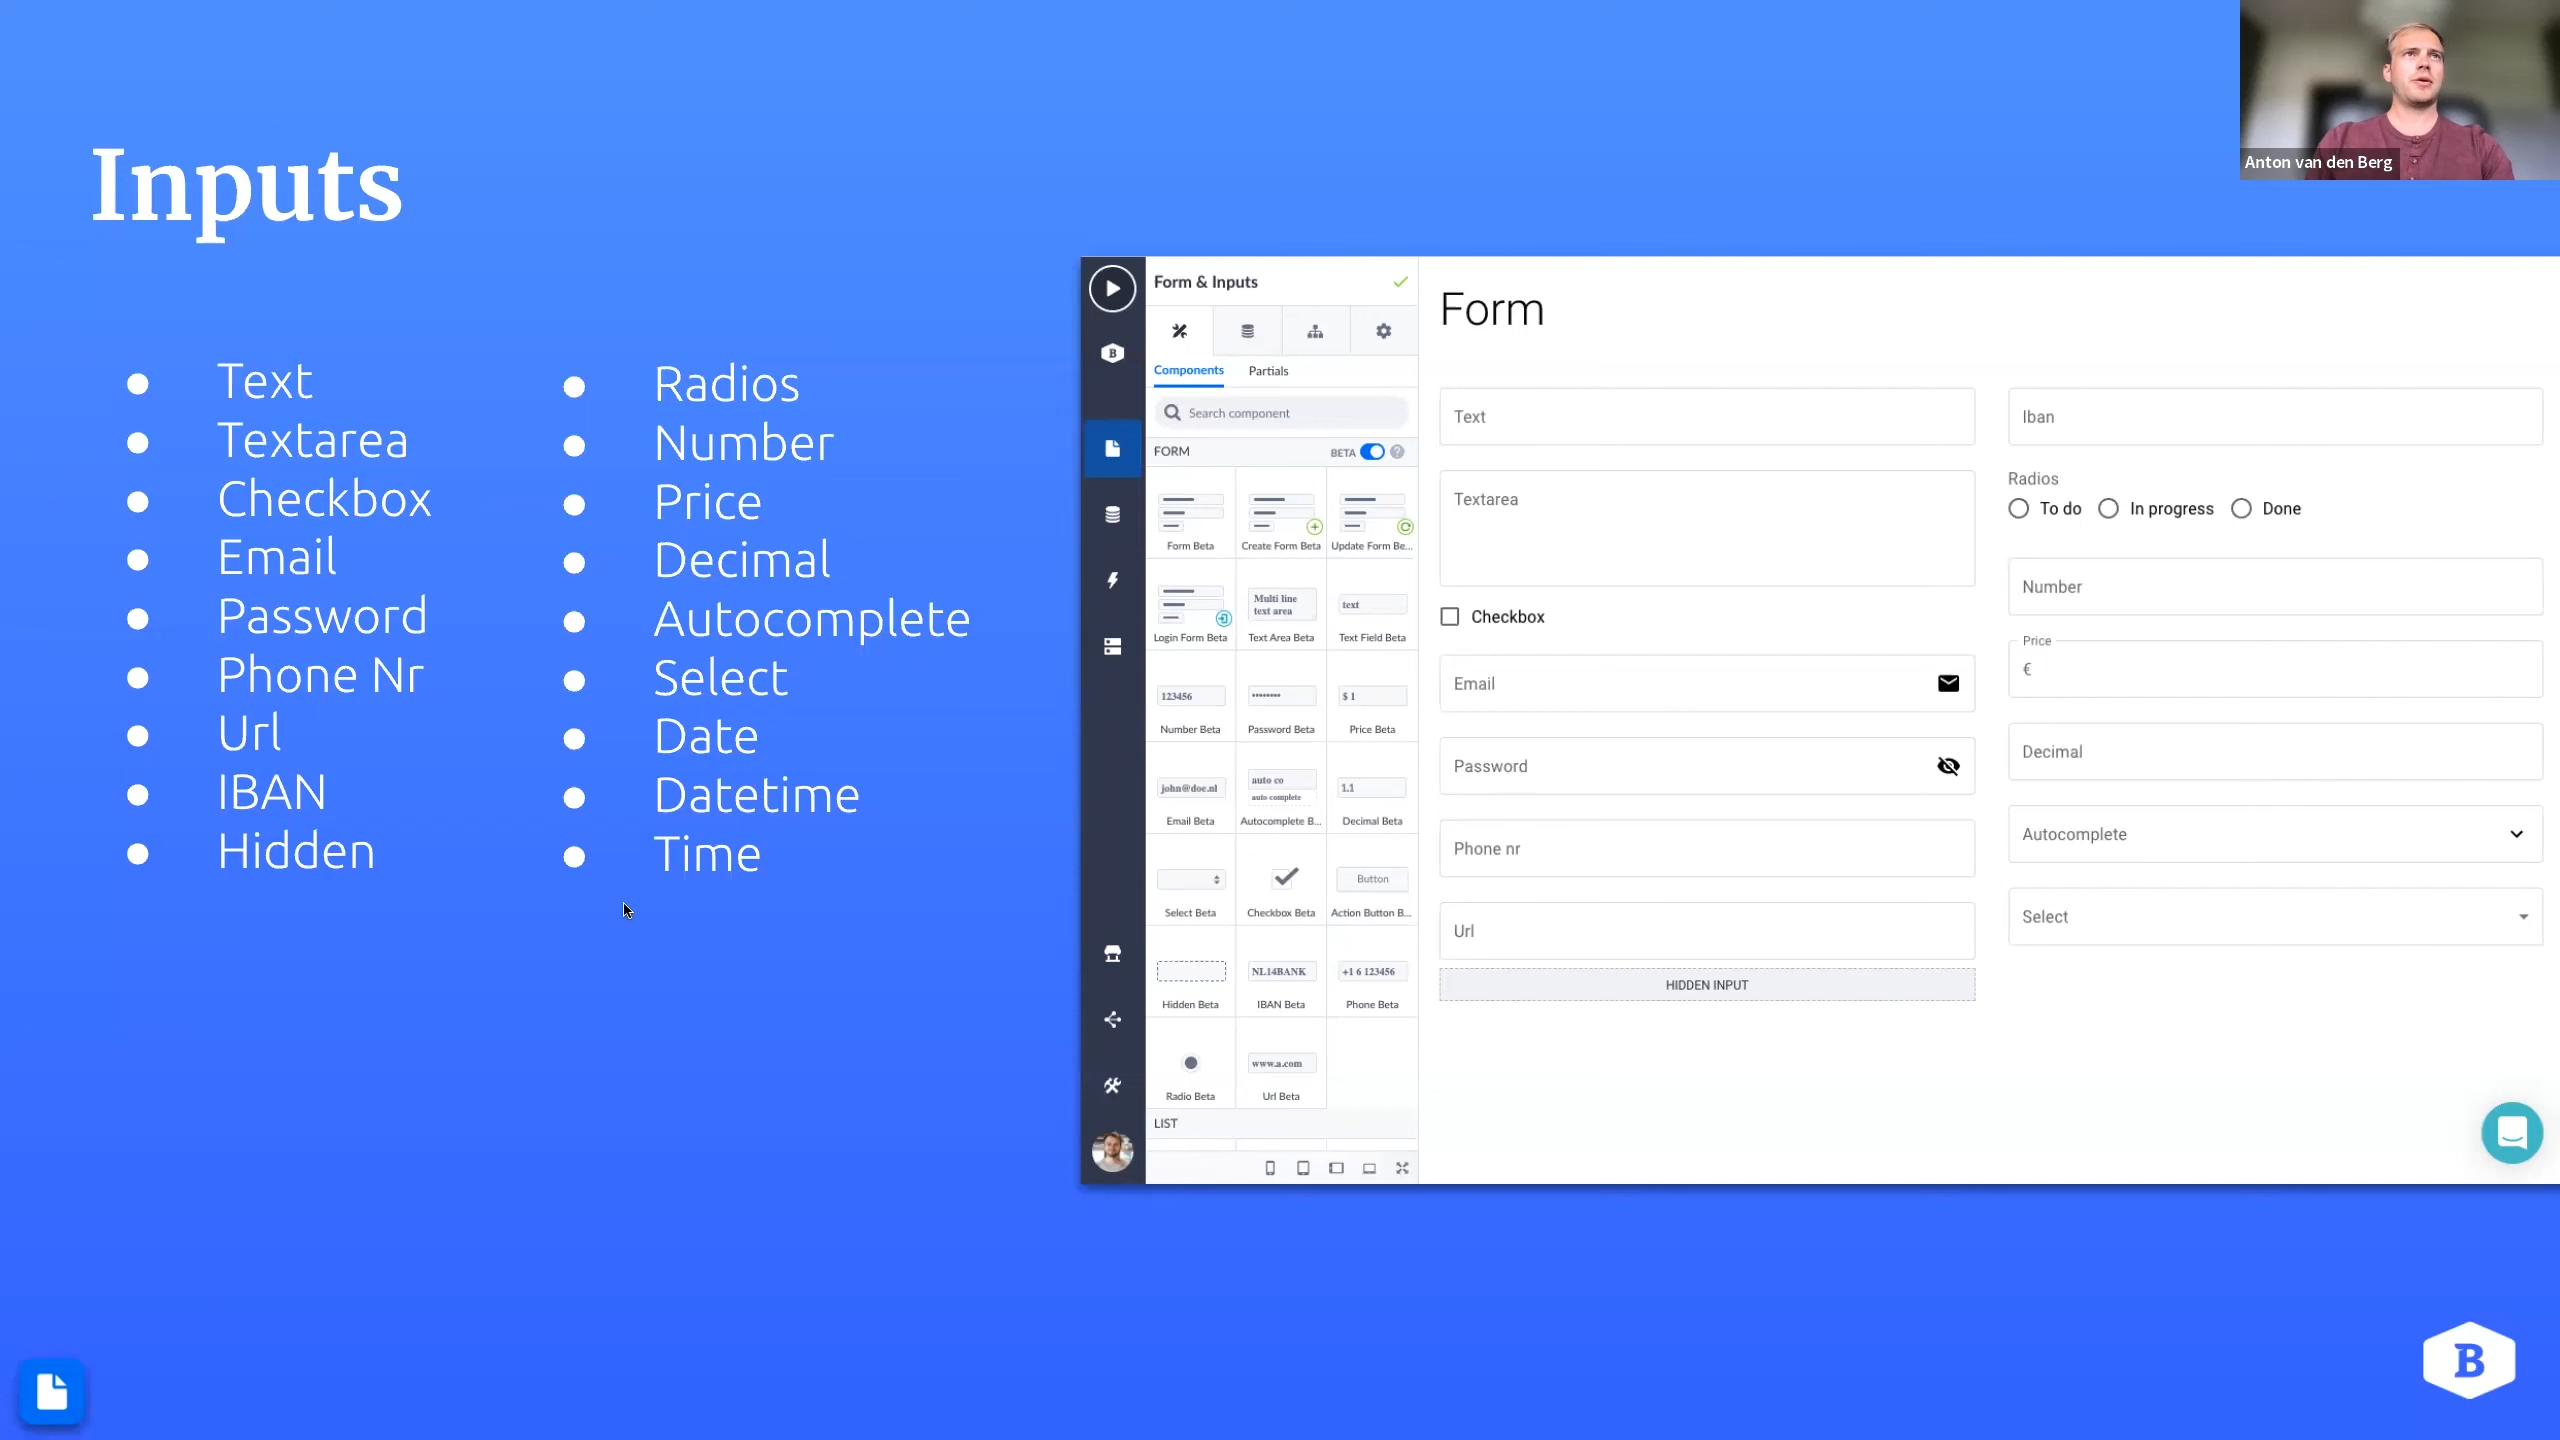 Inputs
Text
Textarea
Checkbox
Email
Password
Phone Nr
Url
IBAN
Hidden
Radios
Number
Price
Decimal
Autocomplete
Select
Date
Datetime
Time
Anton van den Berg
B
Form & Inputs
Components Partials
Search component
FORM BETA ?
Form Beta Create Form Beta Update Form Be...
Multi line
text area
text
Login Form Beta Text Area Beta Text Field Beta
123456 •••••••• $ 1
Number Beta Password Beta Price Beta
john@doe.nl auto co 1.1
auto complete
Email Beta Autocomplete B... Decimal Beta
Button
Select Beta Checkbox Beta Action Button B...
NL14BANK +1 6 123456
Hidden Beta IBAN Beta Phone Beta
www.a.com
Radio Beta Url Beta
LIST
Form
Text
Textarea
Checkbox
Email
Password
Phone nr
Url
HIDDEN INPUT
Iban
Radios
To do In progress Done
Number
Price
€
Decimal
Autocomplete
Select
B